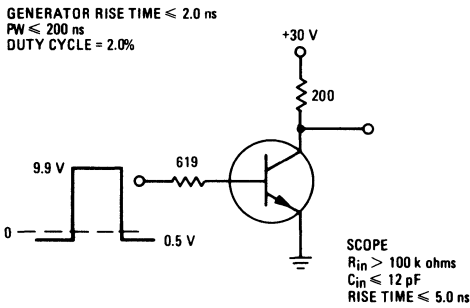 GENERATOR RISE TIME ≤ 2.0 ns
PW ≤ 200 ns
DUTY CYCLE = 2.0%
+30 V
200
9.9 V
619
0
0.5 V
SCOPE
Rin > 100 k ohms
Cin ≤ 12 pF
RISE TIME ≤ 5.0 ns